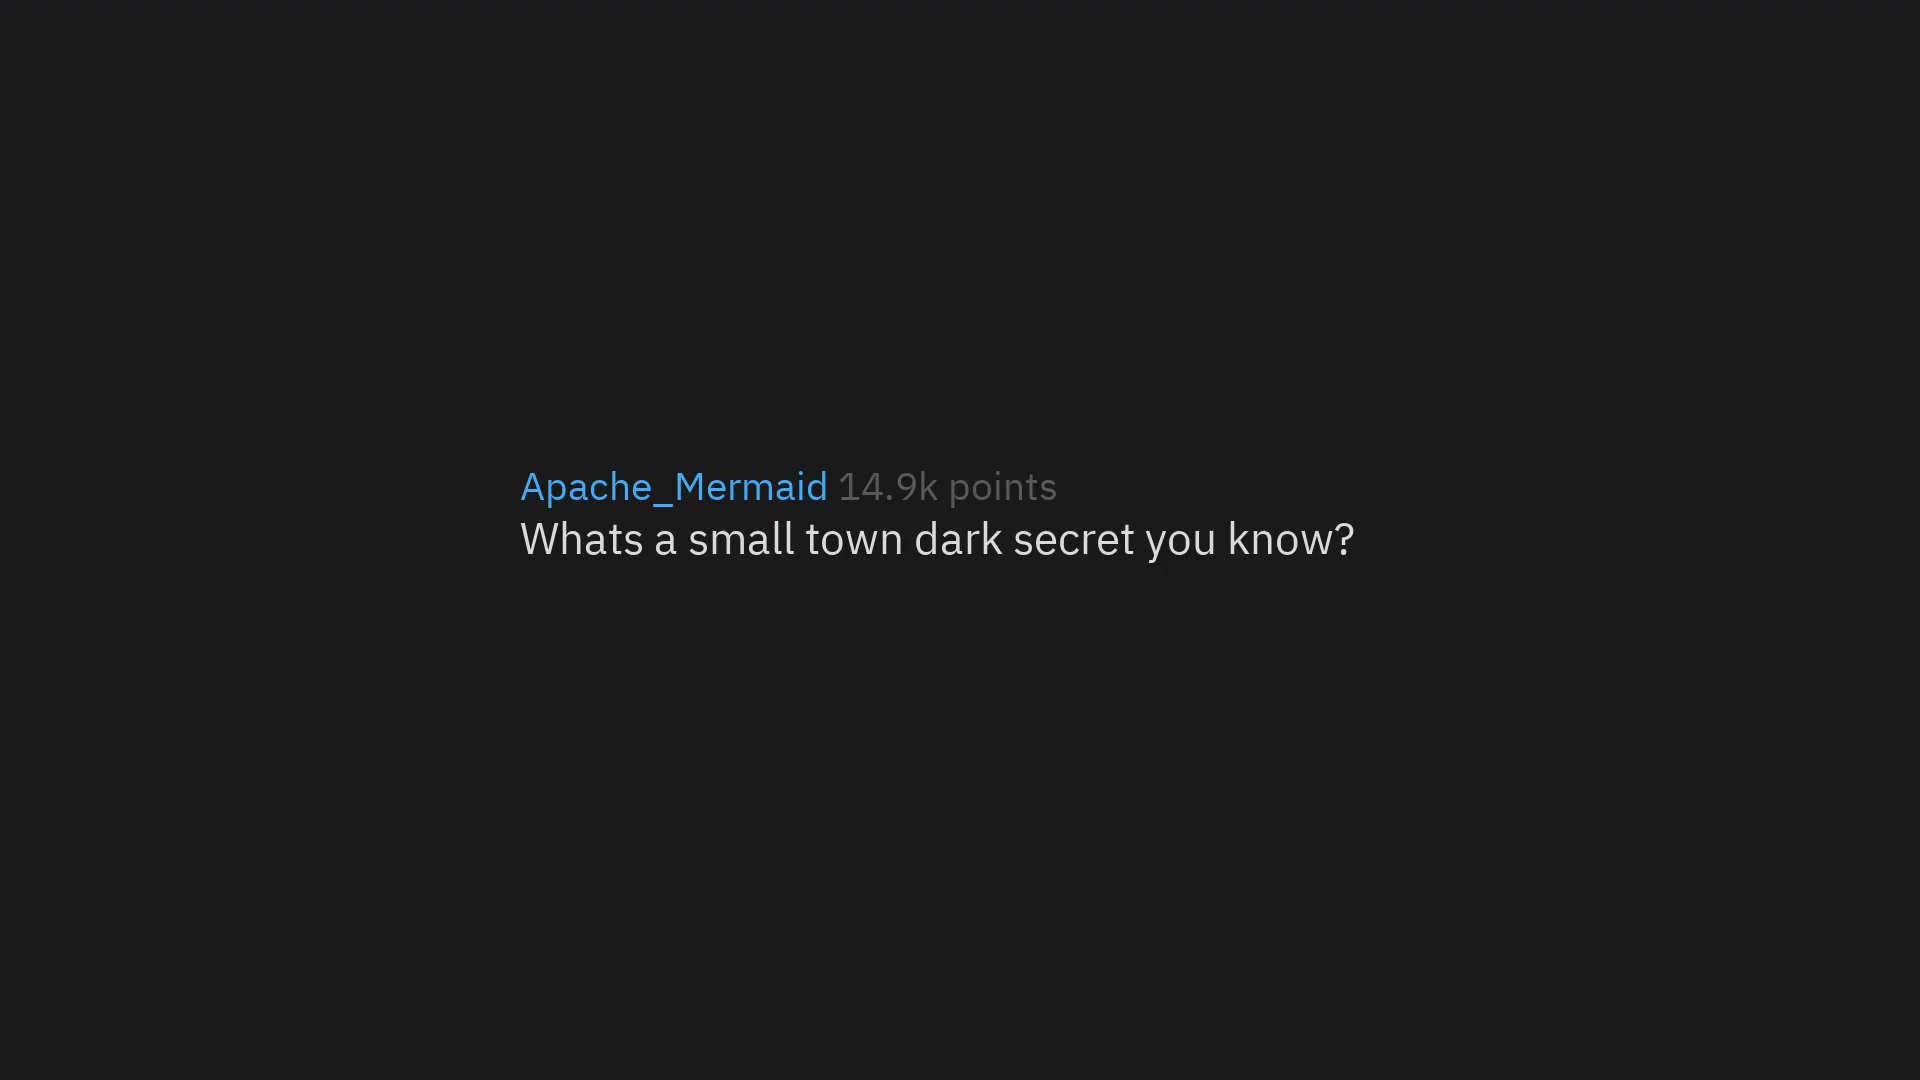 Apache_Mermaid 14.9k points
Whats a small town dark secret you know?